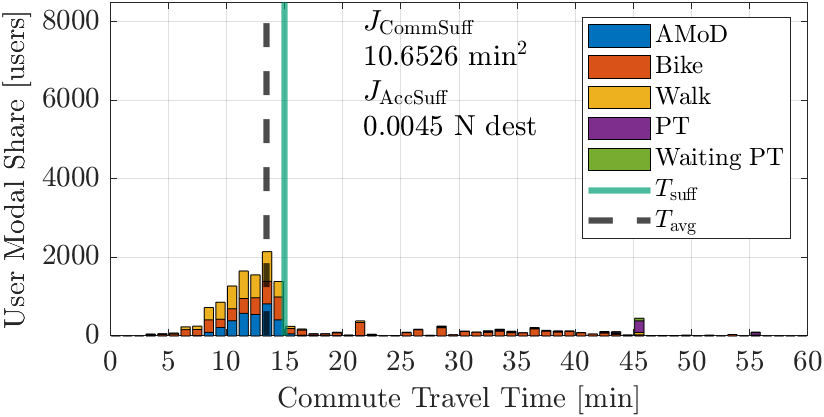 8000
6000
4000
2000
0
User Modal Share [users]
J_CommSuff
10.6526 min²
J_AccSuff
0.0045 N dest
AMoD
Bike
Walk
PT
Waiting PT
T_suff
T_avg
0 5 10 15 20 25 30 35 40 45 50 55 60
Commute Travel Time [min]